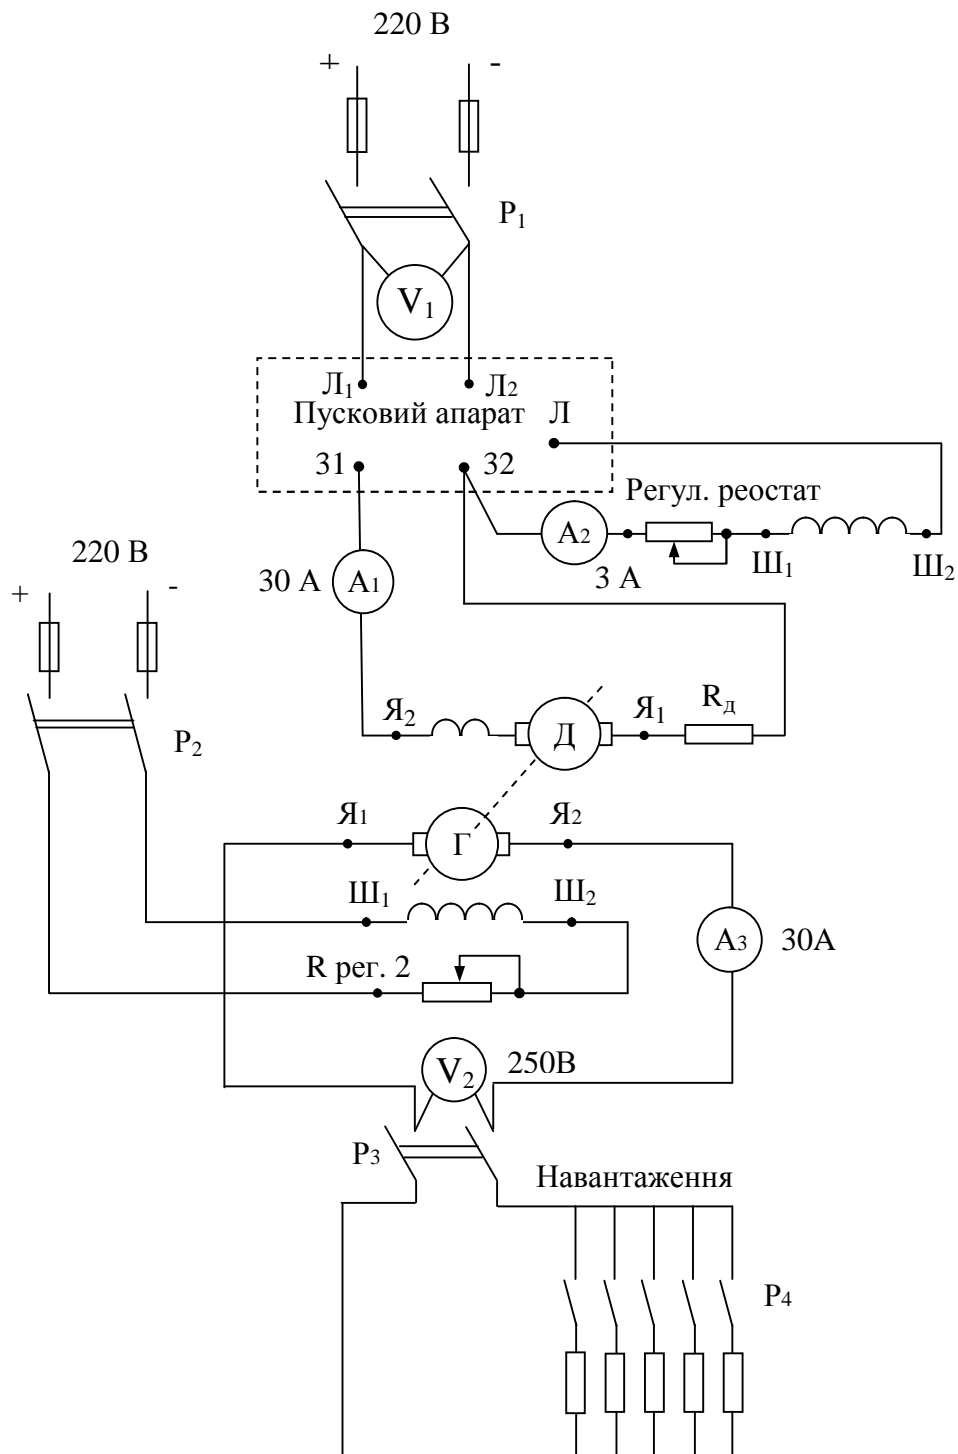 220 В
+ -
Р1
V1
Л1 Л2
Пусковий апарат Л
31 32
Регул. реостат
А2
3 А
Ш1 Ш2
220 В
+ -
30 А А1
Р2
Я2 Д Я1 Rд
Я1 Г Я2
Ш1 Ш2
А3 30А
R рег. 2
V2 250В
Р3
Навантаження
Р4